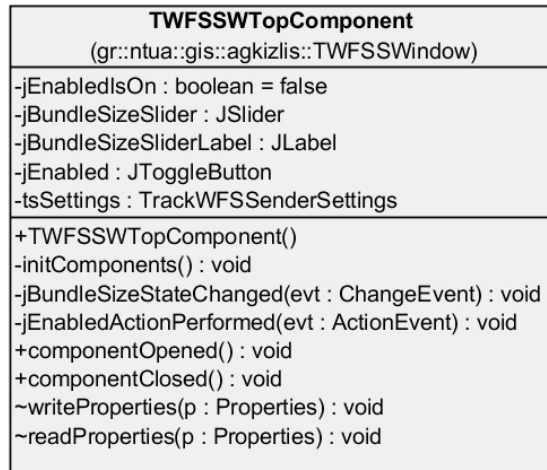 TWFSSWTopComponent
(gr::ntua::gis::agkizlis::TWFSSWindow)
-jEnabledIsOn : boolean = false
-jBundleSizeSlider : JSlider
-jBundleSizeSliderLabel : JLabel
-jEnabled : JToggleButton
-tsSettings : TrackWFSSenderSettings
+TWFSSWTopComponent()
-initComponents() : void
-jBundleSizeStateChanged(evt : ChangeEvent) : void
-jEnabledActionPerformed(evt : ActionEvent) : void
+componentOpened() : void
+componentClosed() : void
~writeProperties(p : Properties) : void
~readProperties(p : Properties) : void